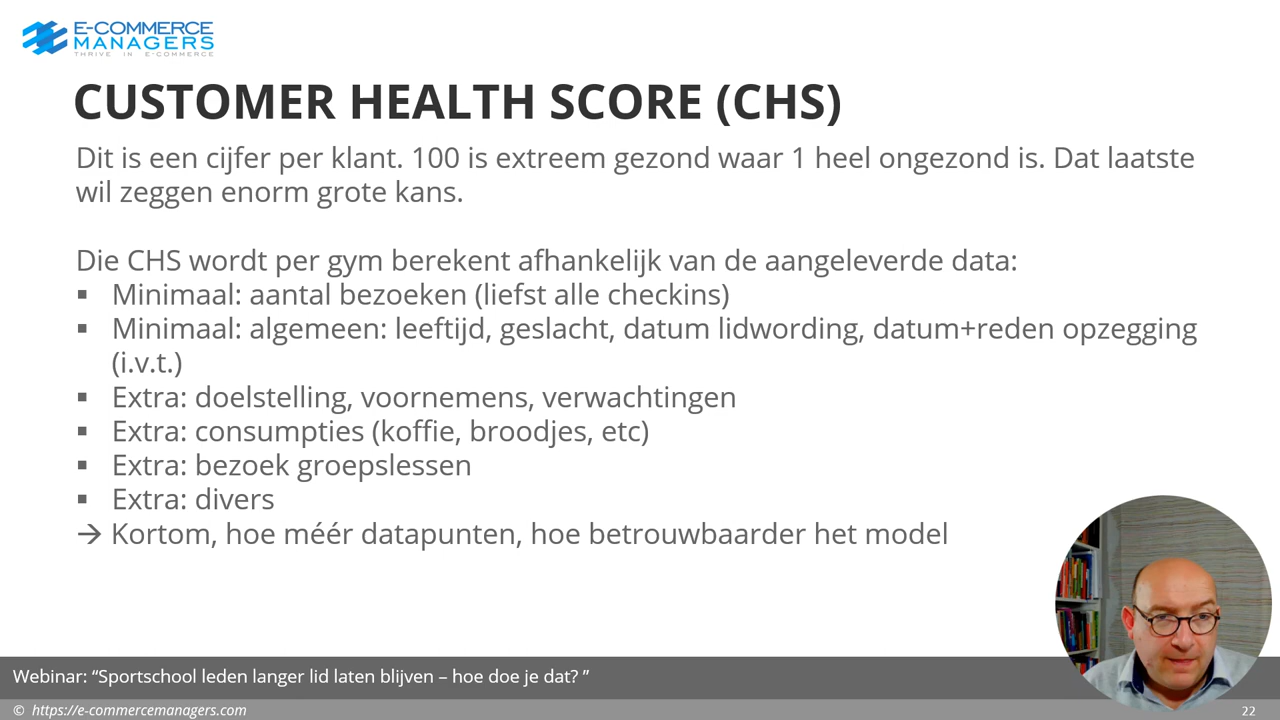 E-COMMERCE
MANAGERS
THRIVE IN E-COMMERCE
CUSTOMER HEALTH SCORE (CHS)
Dit is een cijfer per klant. 100 is extreem gezond waar 1 heel ongezond is. Dat laatste
wil zeggen enorm grote kans.
Die CHS wordt per gym berekent afhankelijk van de aangeleverde data:
▪ Minimaal: aantal bezoeken (liefst alle checkins)
▪ Minimaal: algemeen: leeftijd, geslacht, datum lidwording, datum+reden opzegging
(i.v.t.)
▪ Extra: doelstelling, voornemens, verwachtingen
▪ Extra: consumpties (koffie, broodjes, etc)
▪ Extra: bezoek groepslessen
▪ Extra: divers
→ Kortom, hoe méér datapunten, hoe betrouwbaarder het model
Webinar: “Sportschool leden langer lid laten blijven – hoe doe je dat? ”
© https://e-commercemanagers.com
22